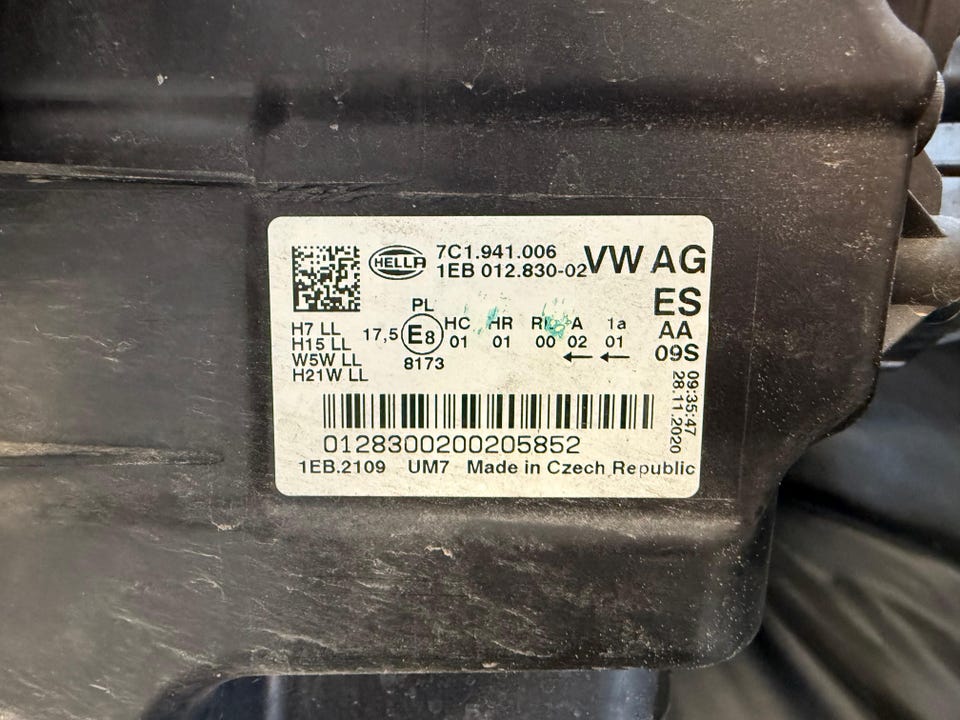 HELLA 7C1.941.006 VW AG
1EB 012.830-02
ES
PL
17,5 E8 HC HR A 1a AA
01 01 00 02 01 09S
8173 ← ←
H7 LL
H15 LL
W5W LL
H21W LL
09:35:47
28.11.2020
0128300200205852
1EB.2109 UM7 Made in Czech Republic